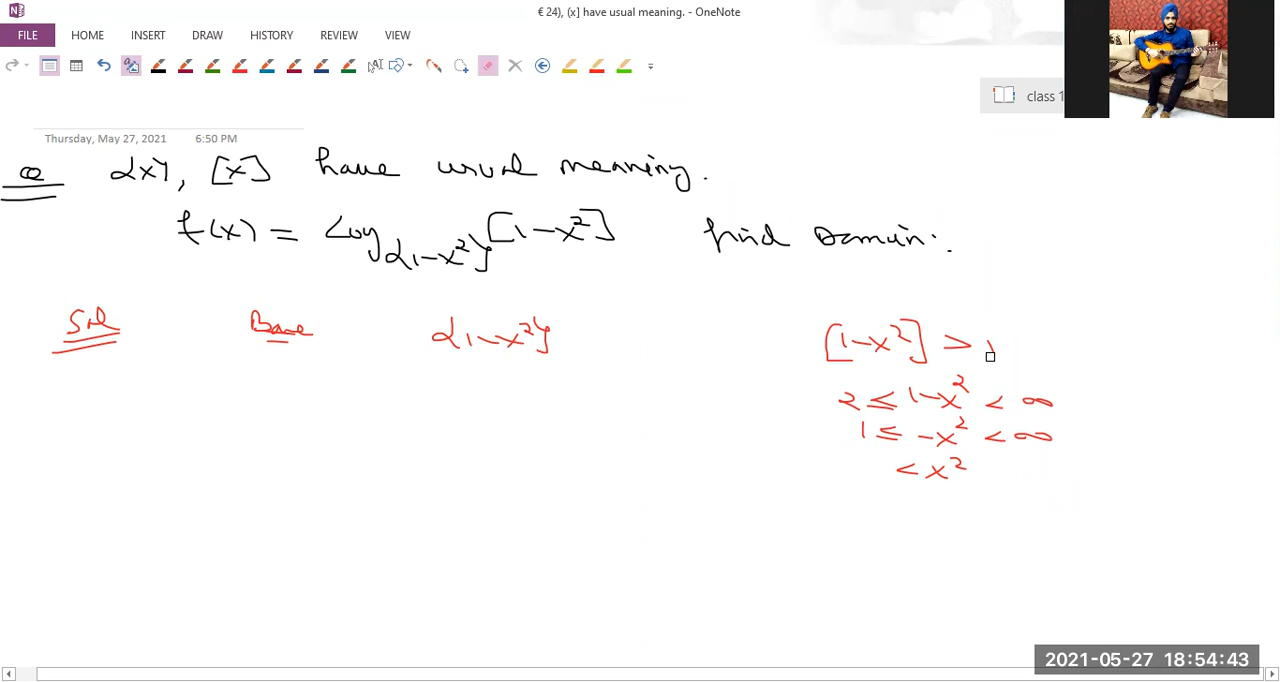 € 24), (x] have usual meaning. - OneNote
FILE HOME INSERT DRAW HISTORY REVIEW VIEW
class 1
Thursday, May 27, 2021 6:50 PM
{x}, [x] have usual meaning.
f(x) = Log{1-x²} [1-x²] find Domain.
Sol Base {1-x²} [1-x²] >
2 ≤ 1-x² < ∞
1 ≤ -x² < ∞
< x²
2021-05-27 18:54:43